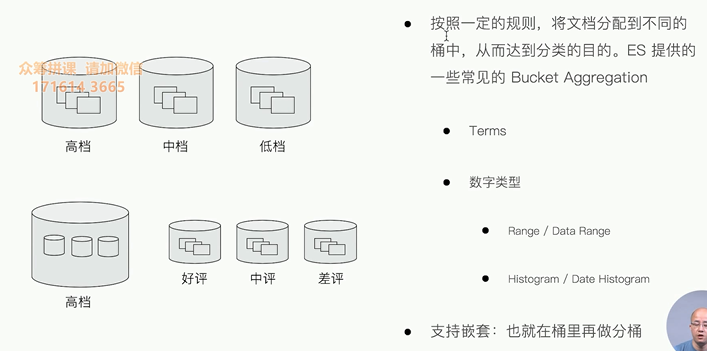 众筹拼课 请加微信
171614 3665
高档
中档
低档
高档
好评
中评
差评
按照一定的规则，将文档分配到不同的
桶中，从而达到分类的目的。ES 提供的
一些常见的 Bucket Aggregation
Terms
数字类型
Range / Data Range
Histogram / Date Histogram
支持嵌套：也就在桶里再做分桶